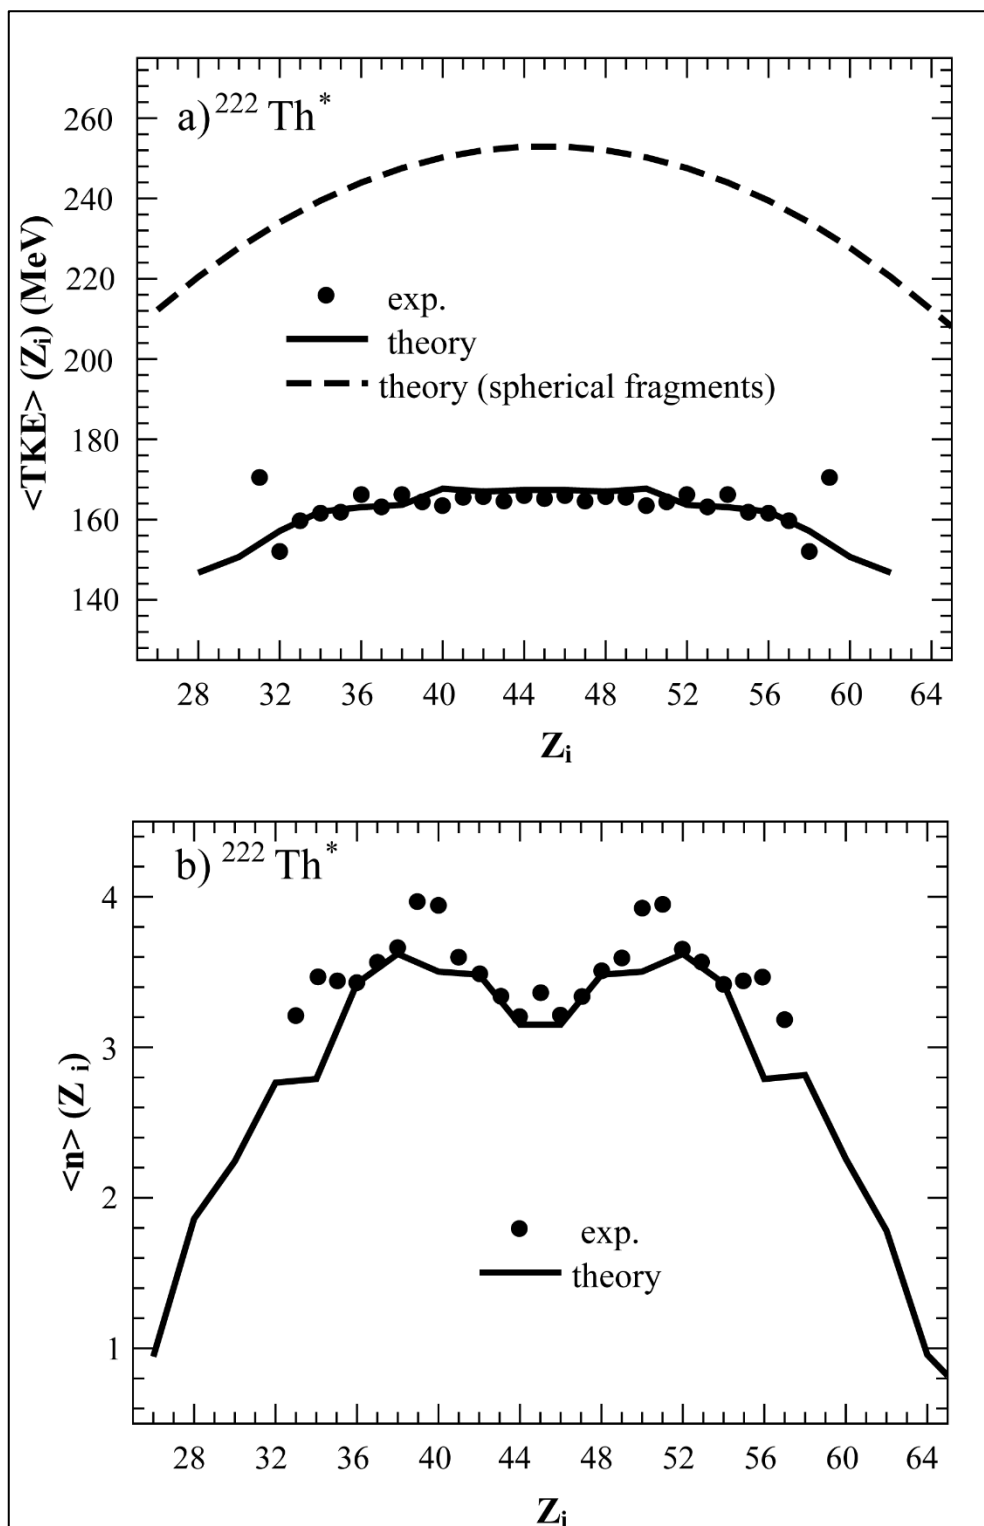 a) ²²² Th*
<TKE> (Zᵢ) (MeV)
260
240
220
200
180
160
140
exp.
theory
theory (spherical fragments)
28 32 36 40 44 48 52 56 60 64
Zᵢ
b) ²²² Th*
<n> (Z ᵢ)
4
3
2
1
exp.
theory
28 32 36 40 44 48 52 56 60 64
Zᵢ